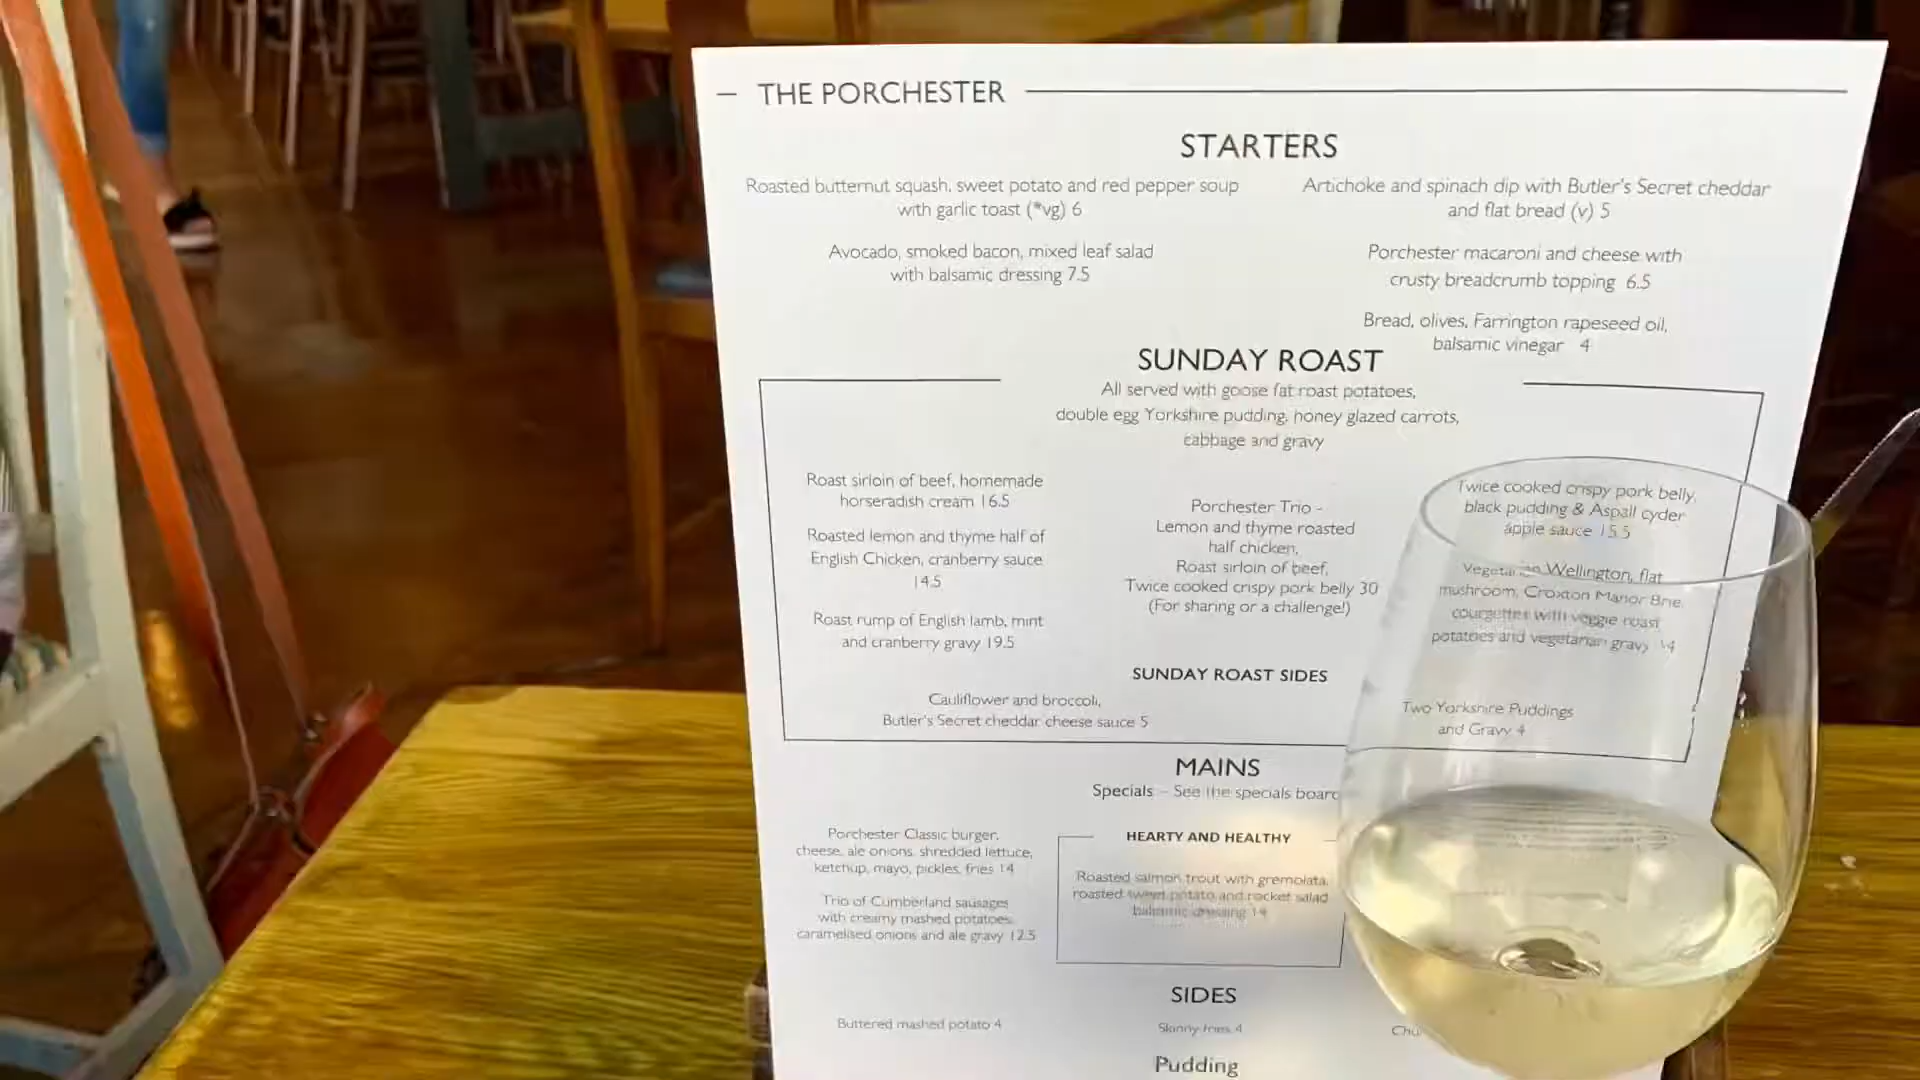 THE PORCHESTER
STARTERS
Roasted butternut squash, sweet potato and red pepper soup
with garlic toast (*vg) 6
Avocado, smoked bacon, mixed leaf salad
with balsamic dressing 7.5
Artichoke and spinach dip with Butler's Secret cheddar
and flat bread (v) 5
Porchester macaroni and cheese with
crusty breadcrumb topping 6.5
Bread, olives, Farrington rapeseed oil,
balsamic vinegar 4
SUNDAY ROAST
All served with goose fat roast potatoes,
double egg Yorkshire pudding, honey glazed carrots,
cabbage and gravy
Roast sirloin of beef, homemade
horseradish cream 16.5
Roasted lemon and thyme half of
English Chicken, cranberry sauce
14.5
Roast rump of English lamb, mint
and cranberry gravy 19.5
Porchester Trio -
Lemon and thyme roasted
half chicken,
Roast sirloin of beef,
Twice cooked crispy pork belly 30
(For sharing or a challenge!)
Twice cooked crispy pork belly,
black pudding & Aspall cyder
apple sauce 15.5
Vegetarian Wellington, flat
mushroom, Croxton Manor Brie,
courgettes with veggie roast
potatoes and vegetarian gravy 14
SUNDAY ROAST SIDES
Cauliflower and broccoli,
Butler's Secret cheddar cheese sauce 5
Two Yorkshire Puddings
and Gravy 4
MAINS
Specials - See the specials board
Porchester Classic burger,
cheese, ale onions, shredded lettuce,
ketchup, mayo, pickles, fries 14
Trio of Cumberland sausages
with creamy mashed potatoes,
caramelised onions and ale gravy 12.5
HEARTY AND HEALTHY
Roasted salmon trout with gremolata,
roasted sweet potato and rocket salad
balsamic dressing 14
SIDES
Buttered mashed potato 4
Skinny fries 4
Pudding